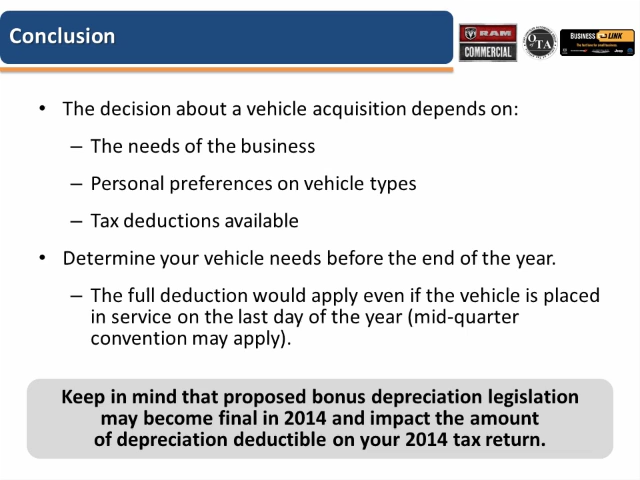 Conclusion
RAM
COMMERCIAL
OTA
BUSINESS LINK
• The decision about a vehicle acquisition depends on:
– The needs of the business
– Personal preferences on vehicle types
– Tax deductions available
• Determine your vehicle needs before the end of the year.
– The full deduction would apply even if the vehicle is placed
in service on the last day of the year (mid-quarter
convention may apply).
Keep in mind that proposed bonus depreciation legislation
may become final in 2014 and impact the amount
of depreciation deductible on your 2014 tax return.